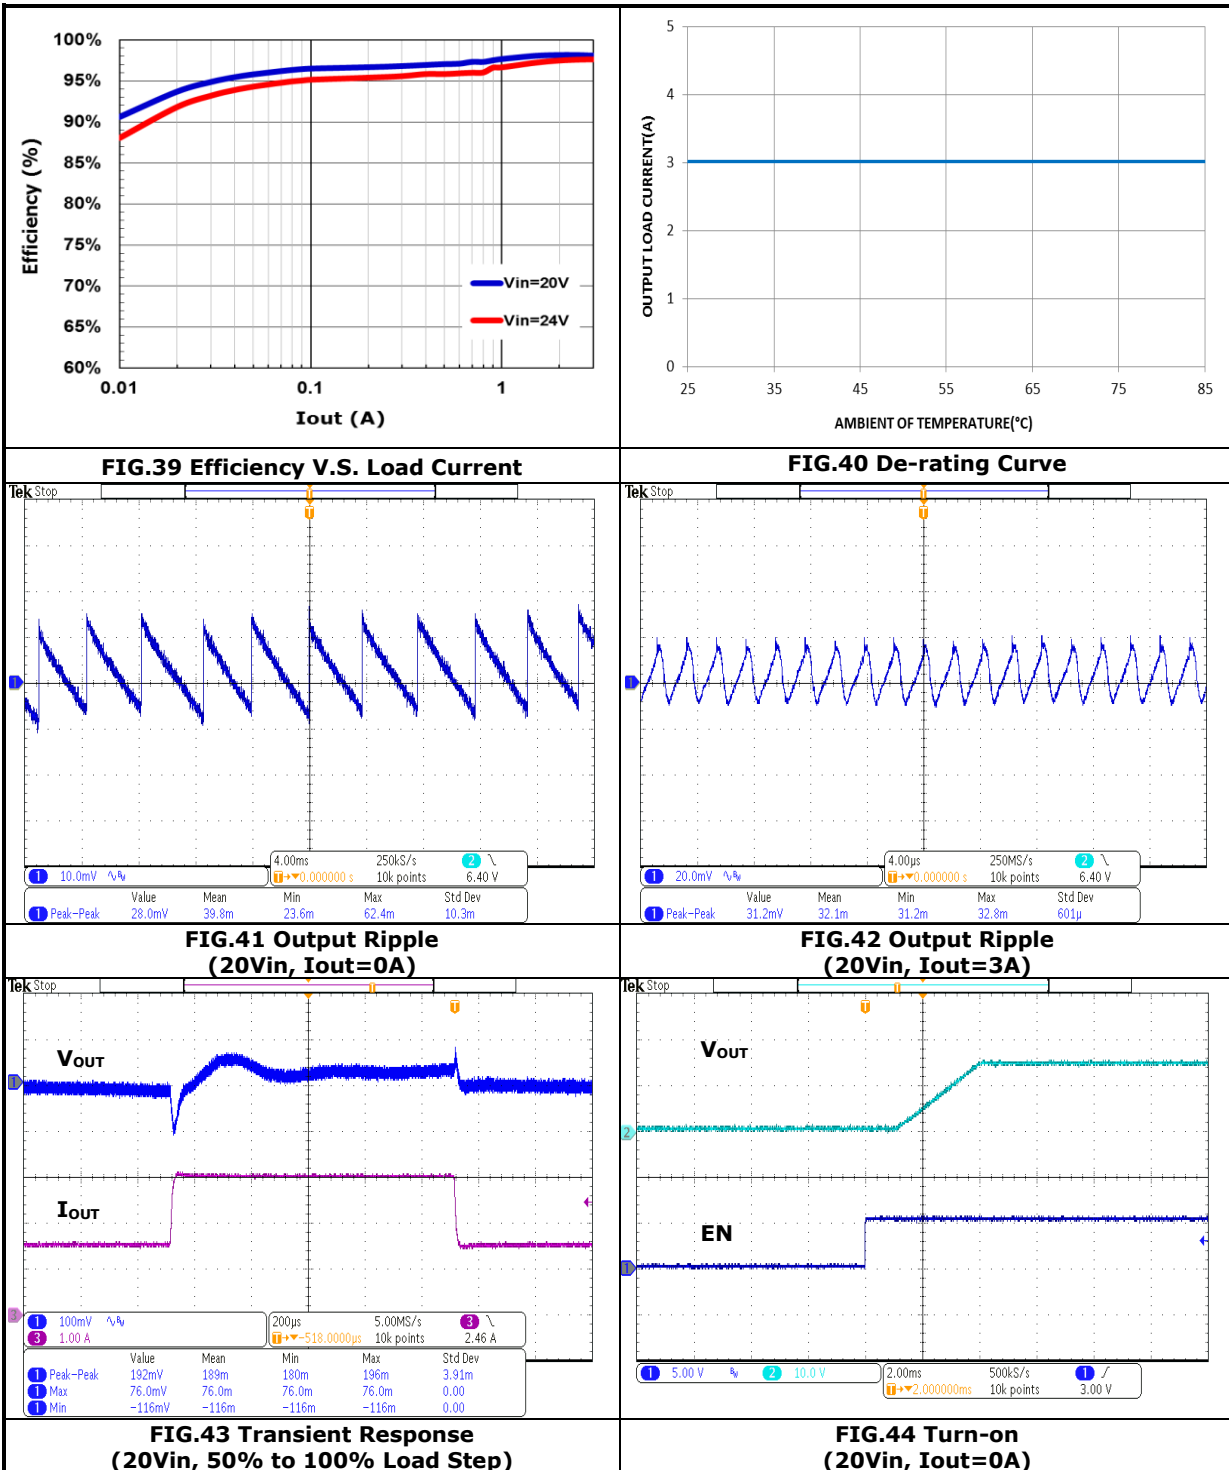 100%
95%
90%
85%
80%
75%
70%
65%
60%
Efficiency (%)
Vin=20V
Vin=24V
0.01
0.1
1
Iout (A)
FIG.39 Efficiency V.S. Load Current
5
4
3
2
1
0
OUTPUT LOAD CURRENT(A)
25
35
45
55
65
75
85
AMBIENT OF TEMPERATURE(°C)
FIG.40 De-rating Curve
Tek Stop
T
T
1
1 10.0mV
4.00ms 250kS/s 2
T→▼0.000000 s 10k points 6.40 V
Value Mean Min Max Std Dev
1 Peak-Peak 28.0mV 39.8m 23.6m 62.4m 10.3m
FIG.41 Output Ripple
(20Vin, Iout=0A)
Tek Stop
T
T
1
1 20.0mV
4.00µs 250MS/s 2
T→▼0.000000 s 10k points 6.40 V
Value Mean Min Max Std Dev
1 Peak-Peak 31.2mV 32.1m 31.2m 32.8m 601µ
FIG.42 Output Ripple
(20Vin, Iout=3A)
Tek Stop
T
T
VOUT
1
IOUT
3
1 100mV
3 1.00 A
200µs 5.00MS/s 3
T→▼-518.0000µs 10k points 2.46 A
Value Mean Min Max Std Dev
1 Peak-Peak 192mV 189m 180m 196m 3.91m
1 Max 76.0mV 76.0m 76.0m 76.0m 0.00
1 Min -116mV -116m -116m -116m 0.00
FIG.43 Transient Response
(20Vin, 50% to 100% Load Step)
Tek Stop
T
T
VOUT
2
EN
1
1 5.00 V 2 10.0 V
2.00ms 500kS/s 1
T→▼2.000000ms 10k points 3.00 V
FIG.44 Turn-on
(20Vin, Iout=0A)